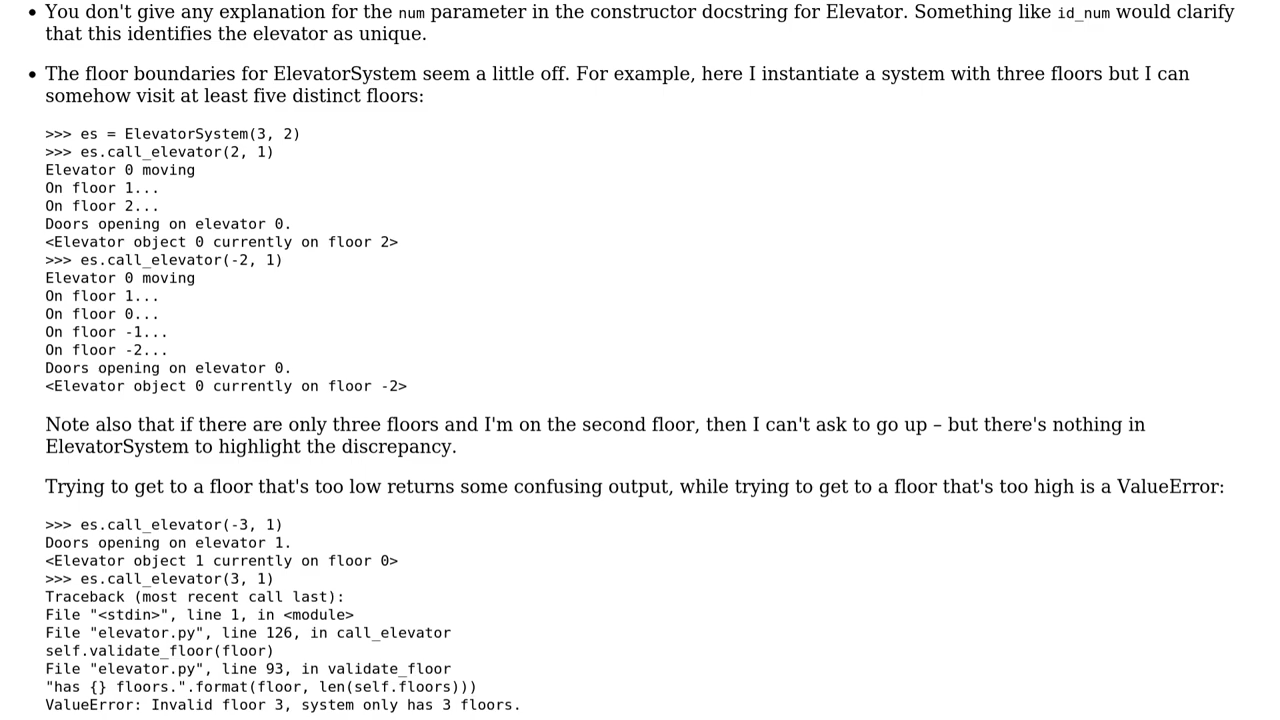 • You don't give any explanation for the num parameter in the constructor docstring for Elevator. Something like id_num would clarify
that this identifies the elevator as unique.
• The floor boundaries for ElevatorSystem seem a little off. For example, here I instantiate a system with three floors but I can
somehow visit at least five distinct floors:
>>> es = ElevatorSystem(3, 2)
>>> es.call_elevator(2, 1)
Elevator 0 moving
On floor 1...
On floor 2...
Doors opening on elevator 0.
<Elevator object 0 currently on floor 2>
>>> es.call_elevator(-2, 1)
Elevator 0 moving
On floor 1...
On floor 0...
On floor -1...
On floor -2...
Doors opening on elevator 0.
<Elevator object 0 currently on floor -2>
Note also that if there are only three floors and I'm on the second floor, then I can't ask to go up – but there's nothing in
ElevatorSystem to highlight the discrepancy.
Trying to get to a floor that's too low returns some confusing output, while trying to get to a floor that's too high is a ValueError:
>>> es.call_elevator(-3, 1)
Doors opening on elevator 1.
<Elevator object 1 currently on floor 0>
>>> es.call_elevator(3, 1)
Traceback (most recent call last):
File "<stdin>", line 1, in <module>
File "elevator.py", line 126, in call_elevator
self.validate_floor(floor)
File "elevator.py", line 93, in validate_floor
"has {} floors.".format(floor, len(self.floors)))
ValueError: Invalid floor 3, system only has 3 floors.